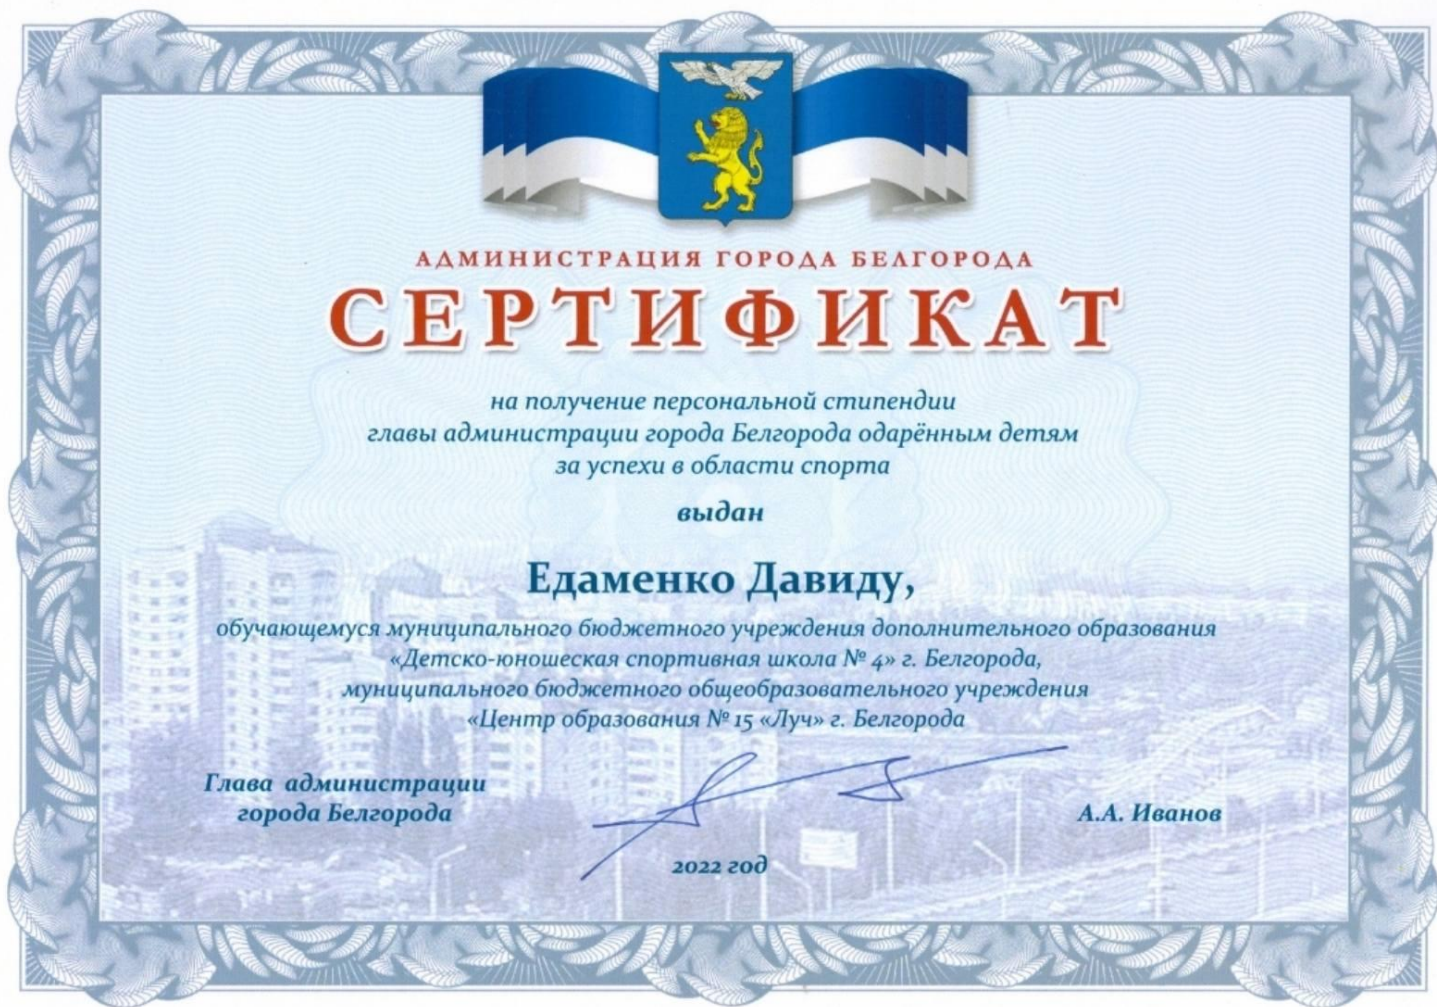 АДМИНИСТРАЦИЯ ГОРОДА БЕЛГОРОДА
СЕРТИФИКАТ
на получение персональной стипендии
главы администрации города Белгорода одарённым детям
за успехи в области спорта
выдан
Едаменко Давиду,
обучающемуся муниципального бюджетного учреждения дополнительного образования
«Детско-юношеская спортивная школа № 4» г. Белгорода,
муниципального бюджетного общеобразовательного учреждения
«Центр образования № 15 «Луч» г. Белгорода
Глава администрации
города Белгорода
А.А. Иванов
2022 год